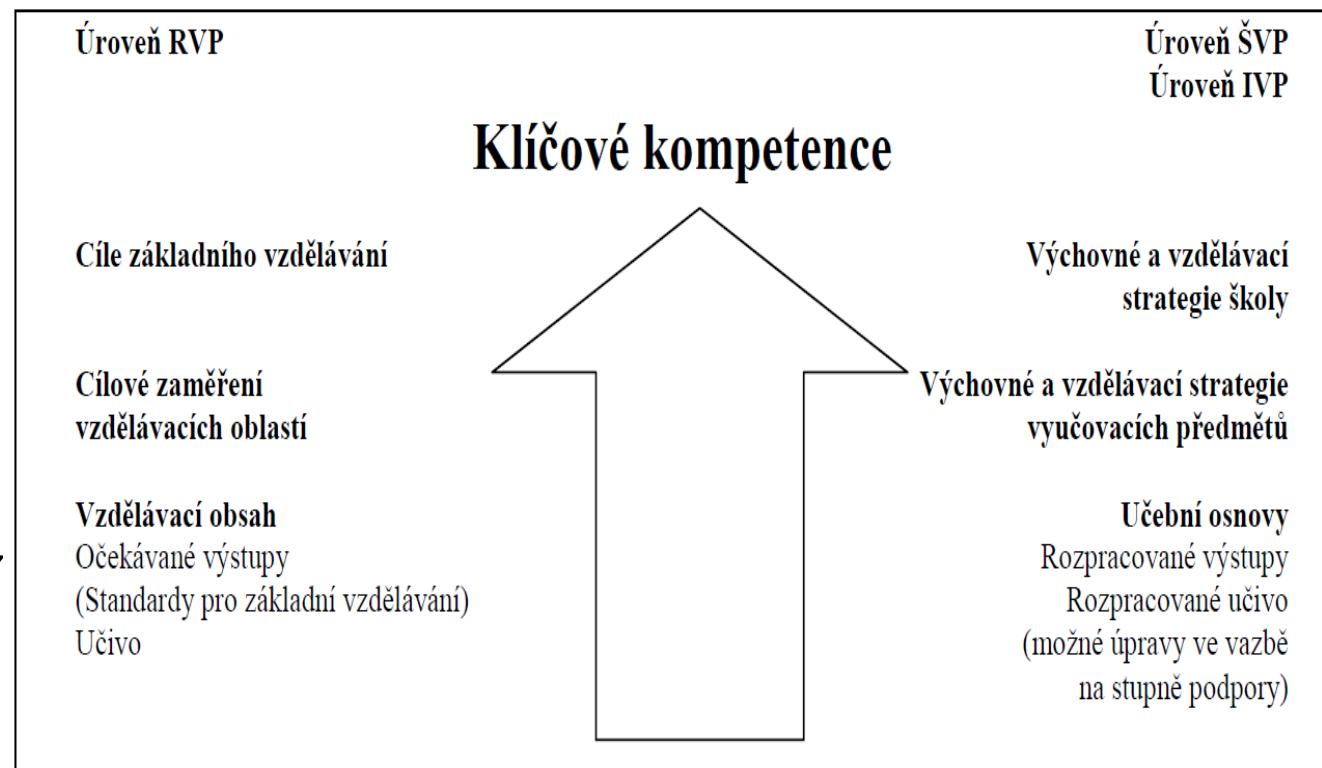 Úroveň RVP
Úroveň ŠVP
Úroveň IVP
Klíčové kompetence
Cíle základního vzdělávání
Výchovné a vzdělávací
strategie školy
Cílové zaměření
vzdělávacích oblastí
Výchovné a vzdělávací strategie
vyučovacích předmětů
Vzdělávací obsah
Očekávané výstupy
(Standardy pro základní vzdělávání)
Učivo
Učební osnovy
Rozpracované výstupy
Rozpracované učivo
(možné úpravy ve vazbě
na stupně podpory)